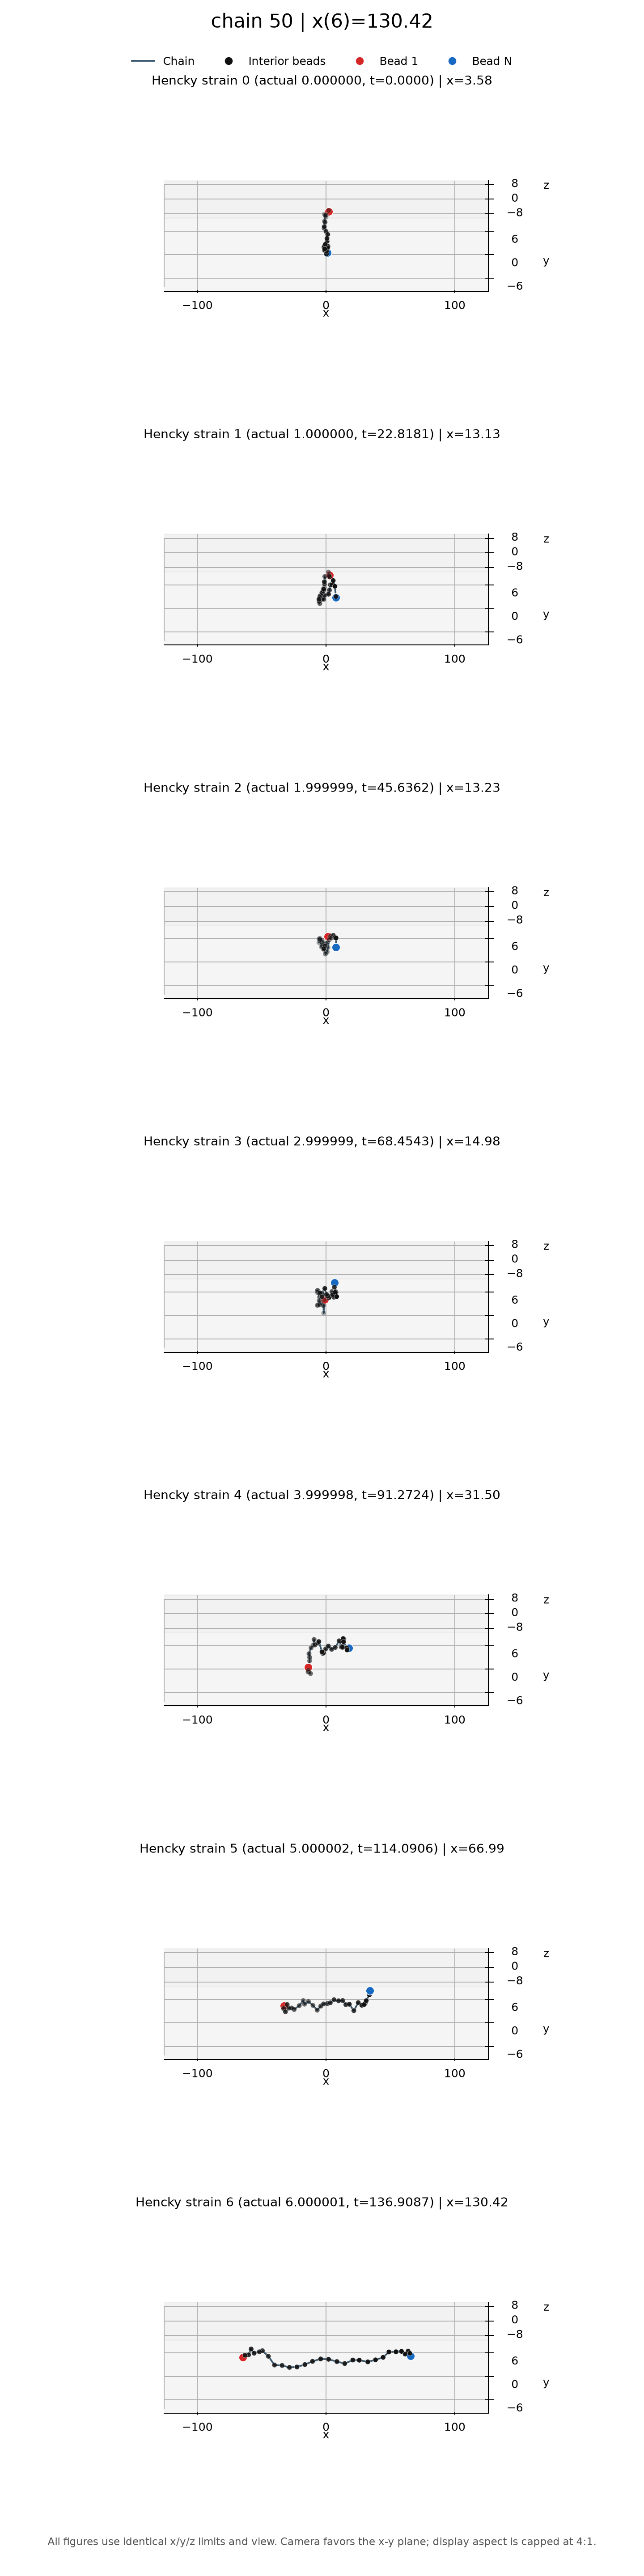 chain 50 | x(6)=130.42
Chain Interior beads Bead 1 Bead N
Hencky strain 0 (actual 0.000000, t=0.0000) | x=3.58
8 z
0
−8
6
0 y
−6
−100 0 100
x
Hencky strain 1 (actual 1.000000, t=22.8181) | x=13.13
8 z
0
−8
6
0 y
−6
−100 0 100
x
Hencky strain 2 (actual 1.999999, t=45.6362) | x=13.23
8 z
0
−8
6
0 y
−6
−100 0 100
x
Hencky strain 3 (actual 2.999999, t=68.4543) | x=14.98
8 z
0
−8
6
0 y
−6
−100 0 100
x
Hencky strain 4 (actual 3.999998, t=91.2724) | x=31.50
8 z
0
−8
6
0 y
−6
−100 0 100
x
Hencky strain 5 (actual 5.000002, t=114.0906) | x=66.99
8 z
0
−8
6
0 y
−6
−100 0 100
x
Hencky strain 6 (actual 6.000001, t=136.9087) | x=130.42
8 z
0
−8
6
0 y
−6
−100 0 100
x
All figures use identical x/y/z limits and view. Camera favors the x-y plane; display aspect is capped at 4:1.